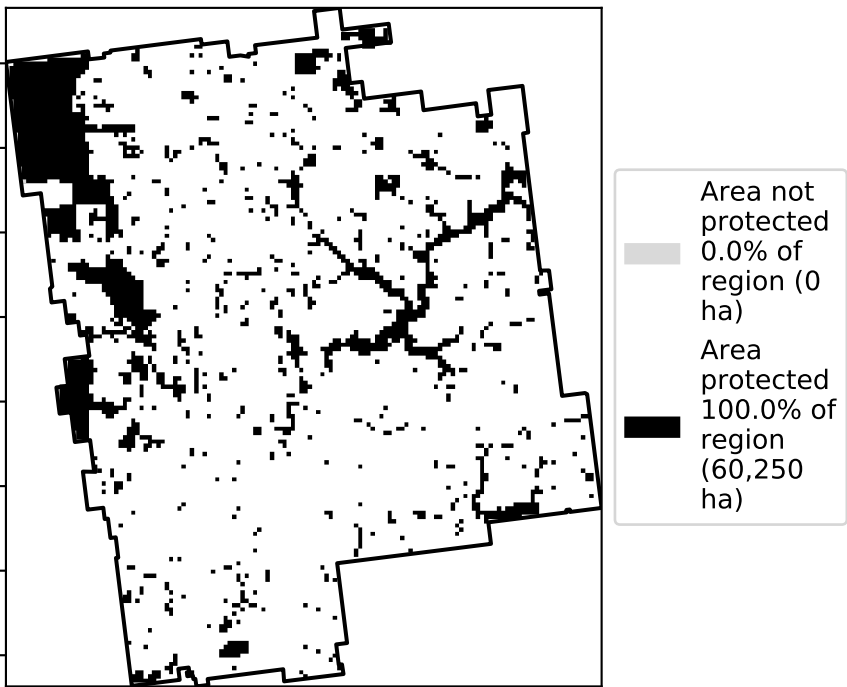 Area not
protected
0.0% of
region (0
ha)
Area
protected
100.0% of
region
(60,250
ha)